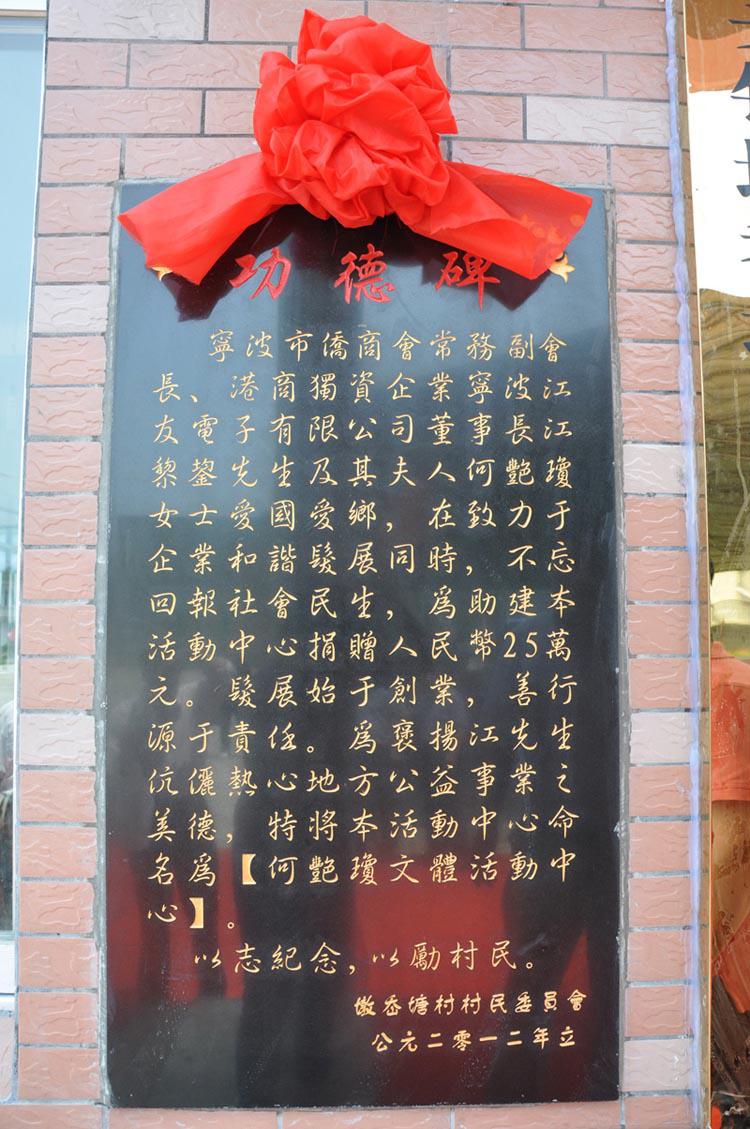 功德碑
寧波市僑商會常務副會
長、港商獨資企業寧波江
友電子有限公司董事長江
黎鋆先生及其夫人何艷瓊
女士愛國愛鄉,在致力于
企業和諧髮展同時,不忘
回報社會民生,爲助建本
活動中心捐贈人民幣25萬
元。髮展始于創業,善行
源于責任。爲褒揚江先生
伉儷熱心地方公益事業之
美德,特將本活動中心命
名爲【何艷瓊文體活動中
心】。
以志紀念,以勵村民。
岙塘村村民委員會
公元二零一二年立